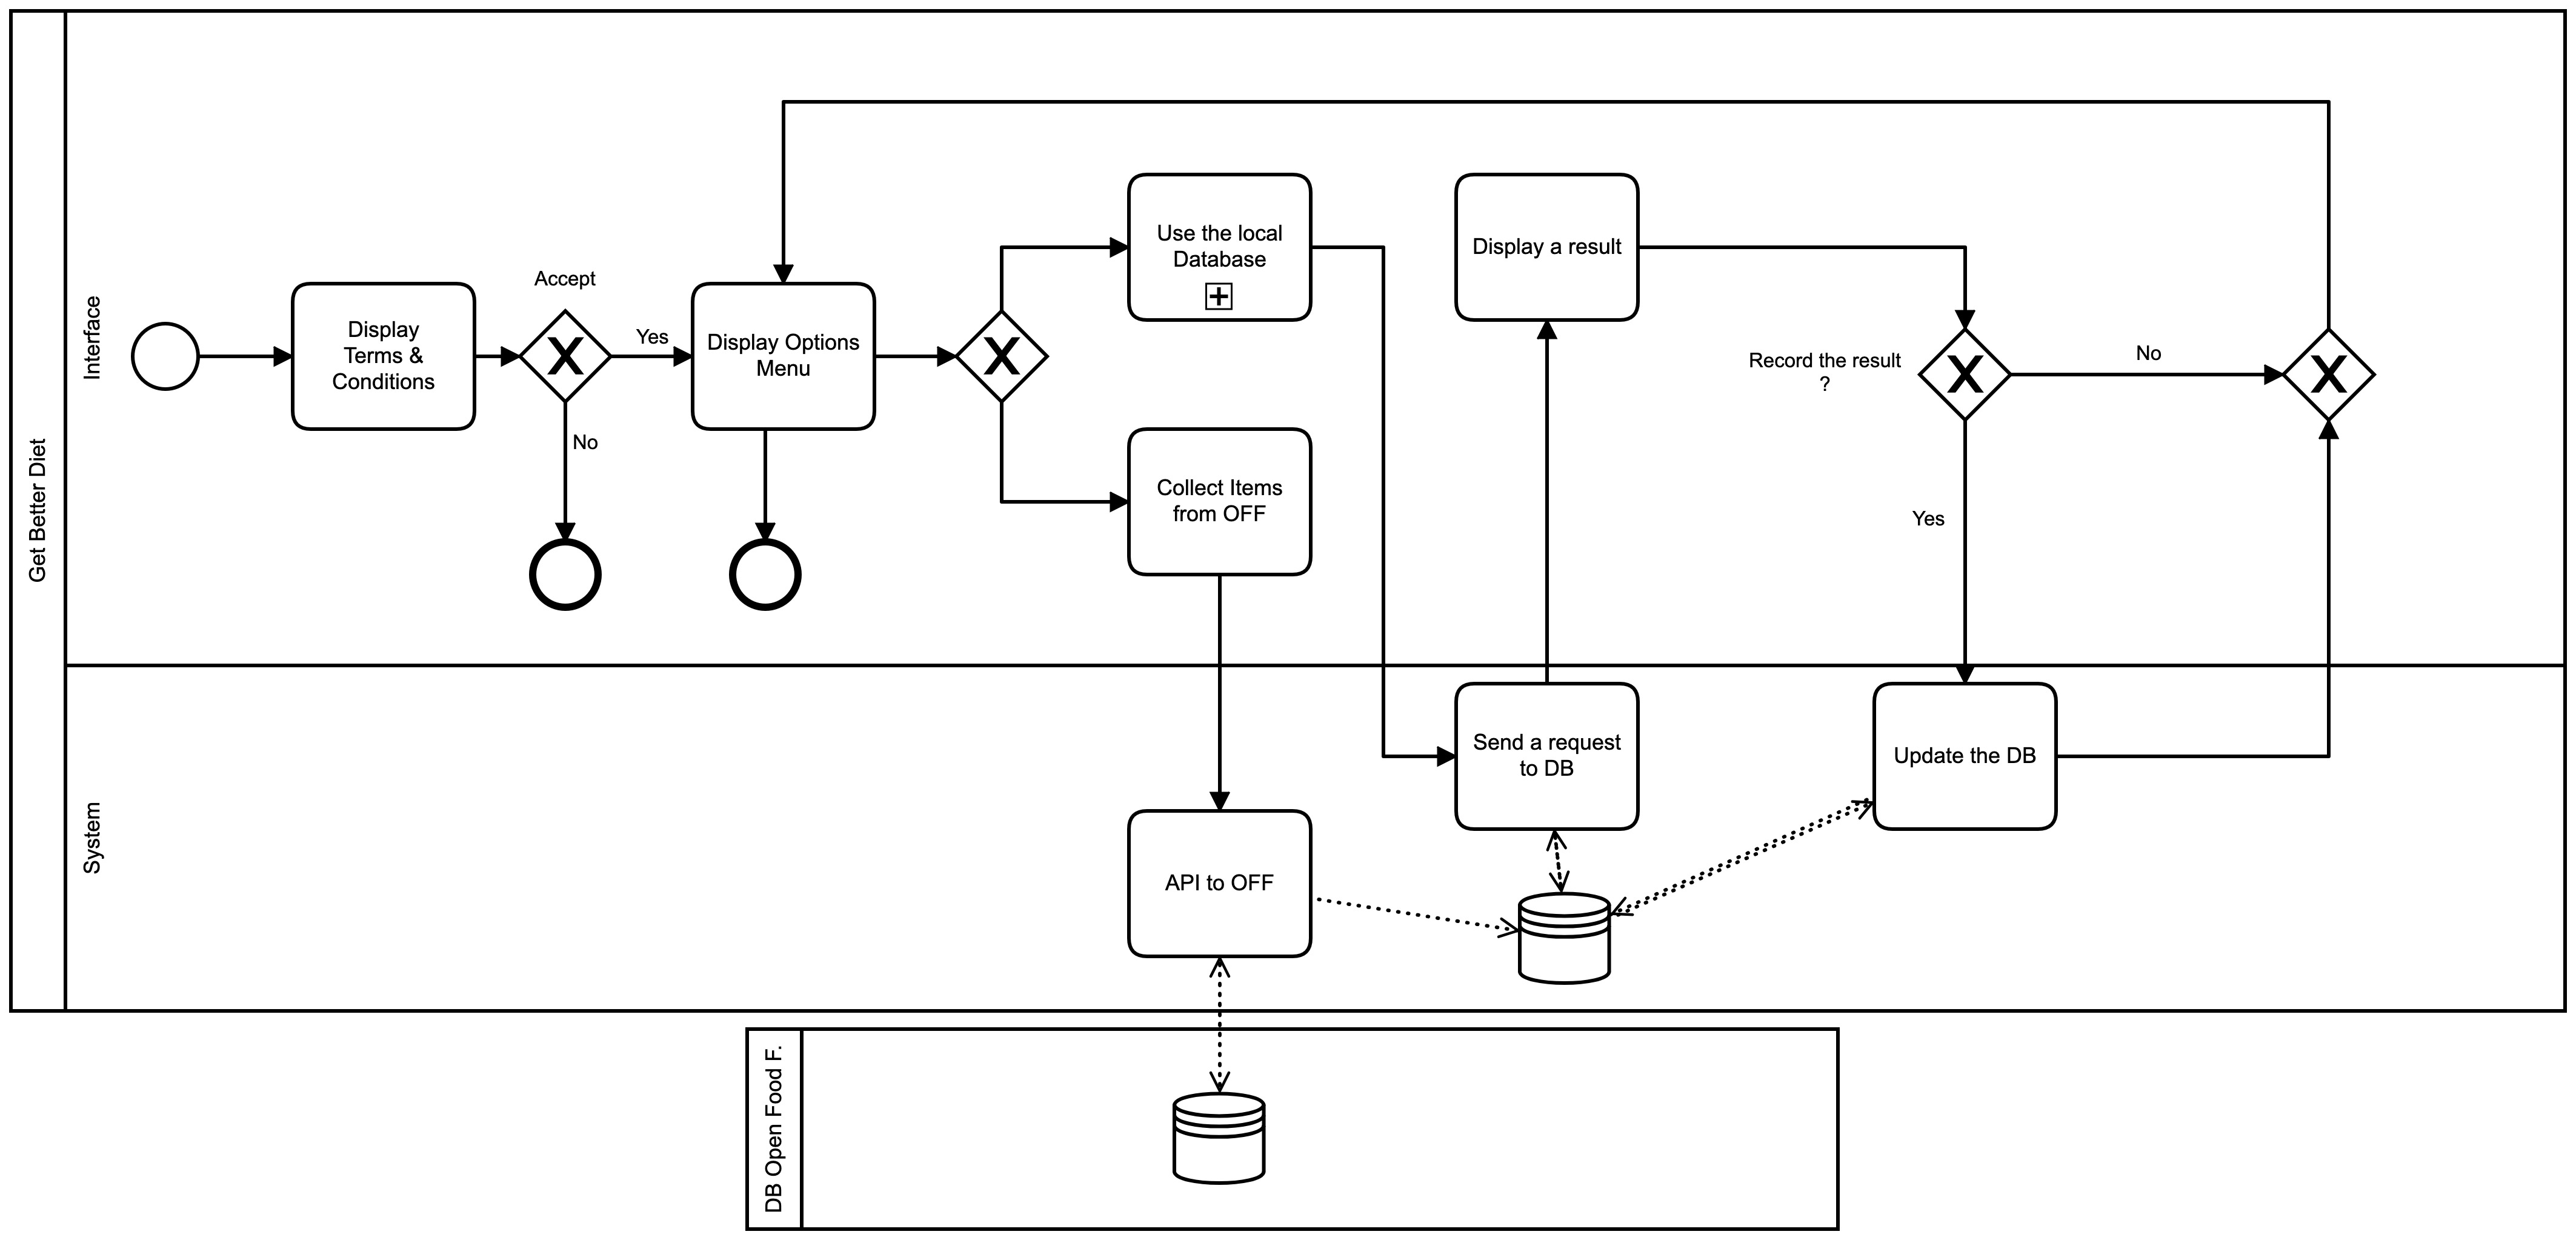 Get Better Diet
Interface
Display
Terms &
Conditions
Accept
Yes
No
Display Options
Menu
Use the local
Database
Collect Items
from OFF
Display a result
Record the result
?
No
Yes
System
API to OFF
Send a request
to DB
Update the DB
DB Open Food F.